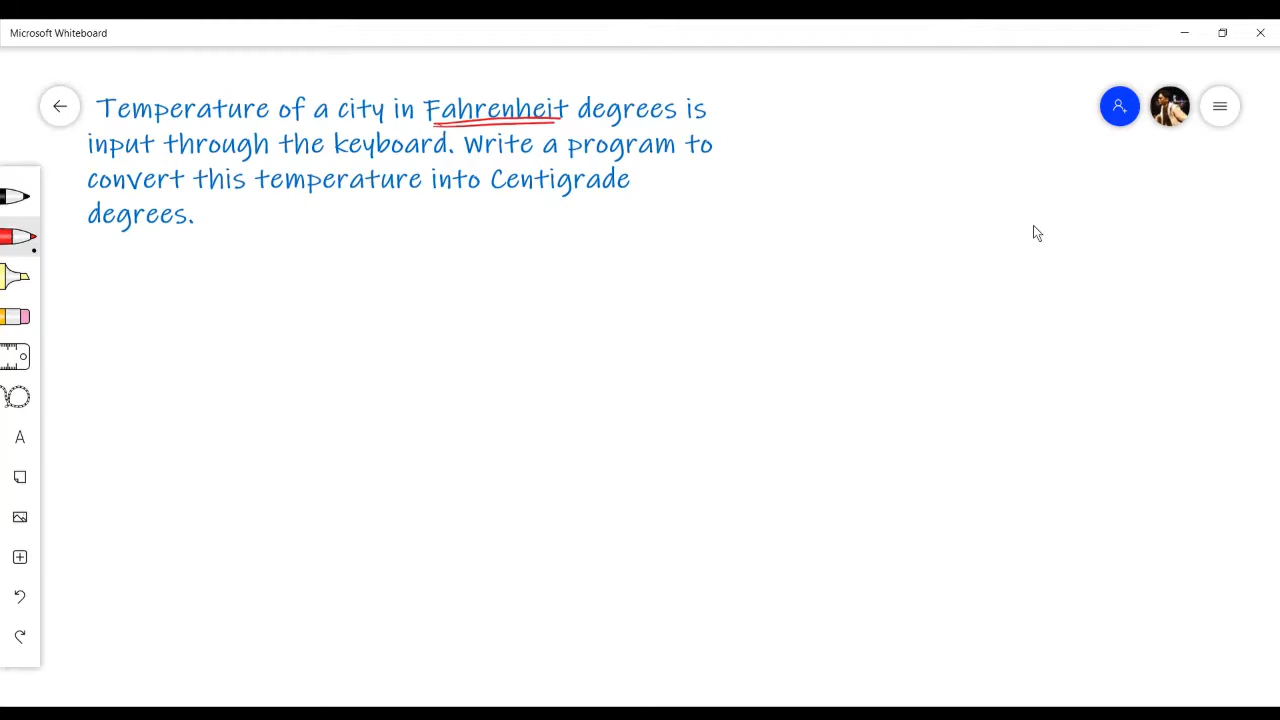 Microsoft Whiteboard
Temperature of a city in Fahrenheit degrees is
input through the keyboard. Write a program to
convert this temperature into Centigrade
degrees.
A